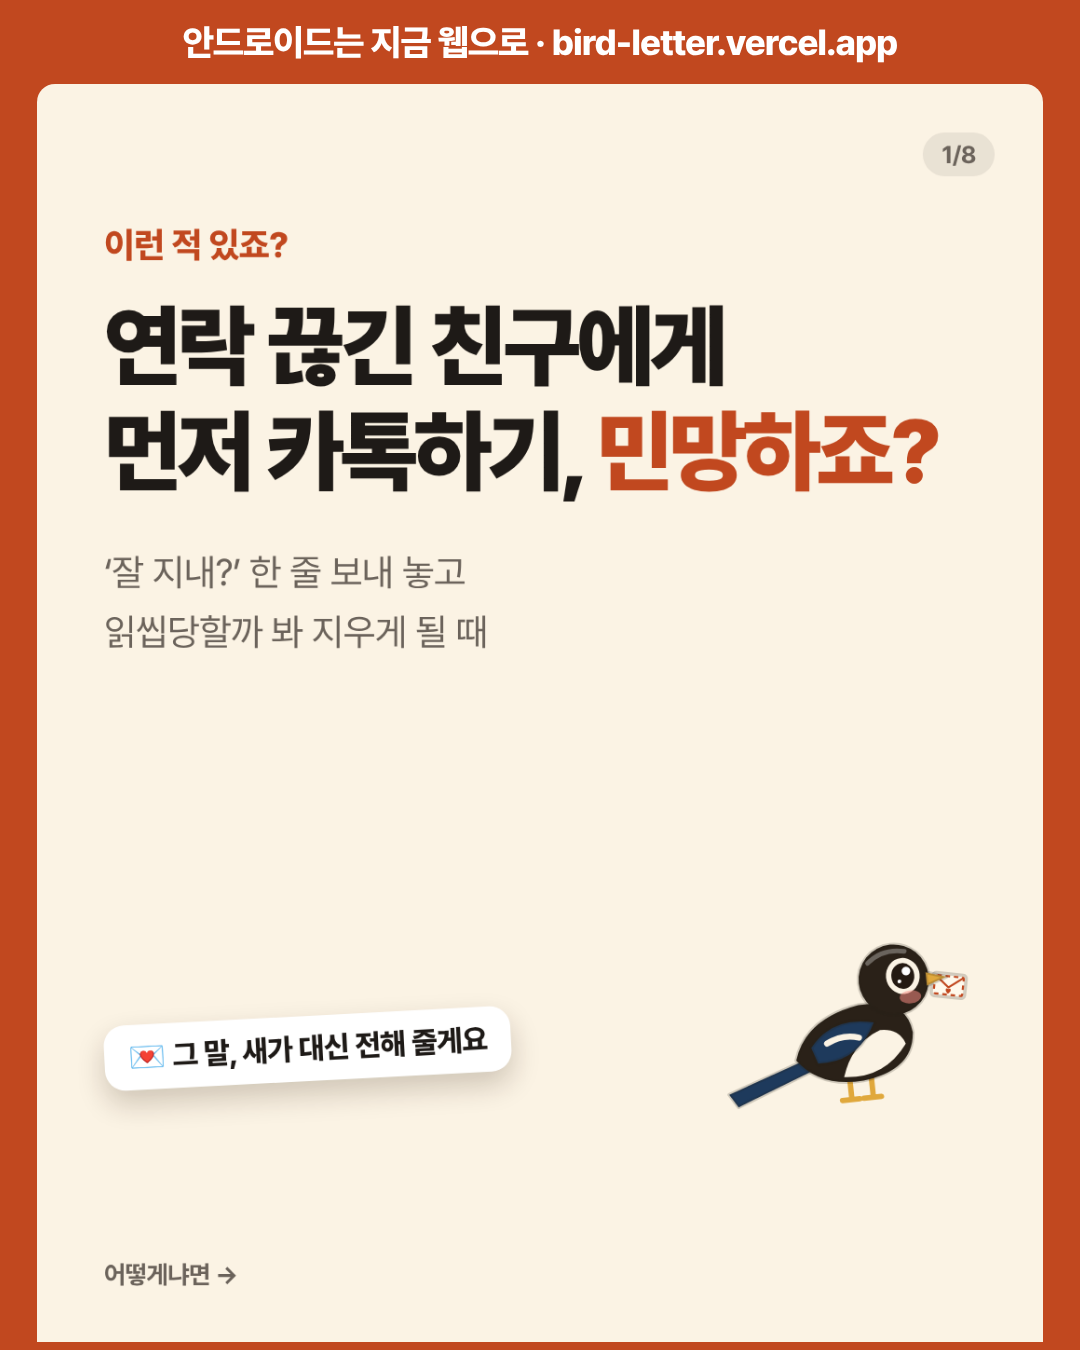 안드로이드는 지금 웹으로 · bird-letter.vercel.app
1/8
이런 적 있죠?
연락 끊긴 친구에게
먼저 카톡하기, 민망하죠?
‘잘 지내?’ 한 줄 보내 놓고
읽씹당할까 봐 지우게 될 때
💌 그 말, 새가 대신 전해 줄게요
어떻게냐면 →